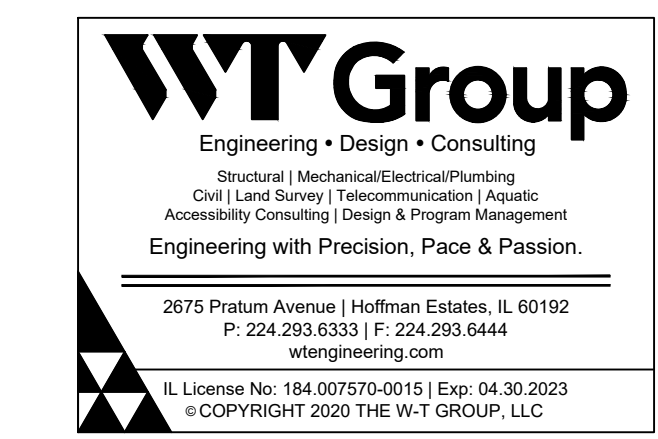 WT Group
Engineering • Design • Consulting
Structural | Mechanical/Electrical/Plumbing
Civil | Land Survey | Telecommunication | Aquatic
Accessibility Consulting | Design & Program Management
Engineering with Precision, Pace & Passion.
2675 Pratum Avenue | Hoffman Estates, IL 60192
P: 224.293.6333 | F: 224.293.6444
wtengineering.com
IL License No: 184.007570-0015 | Exp: 04.30.2023
©COPYRIGHT 2020 THE W-T GROUP, LLC